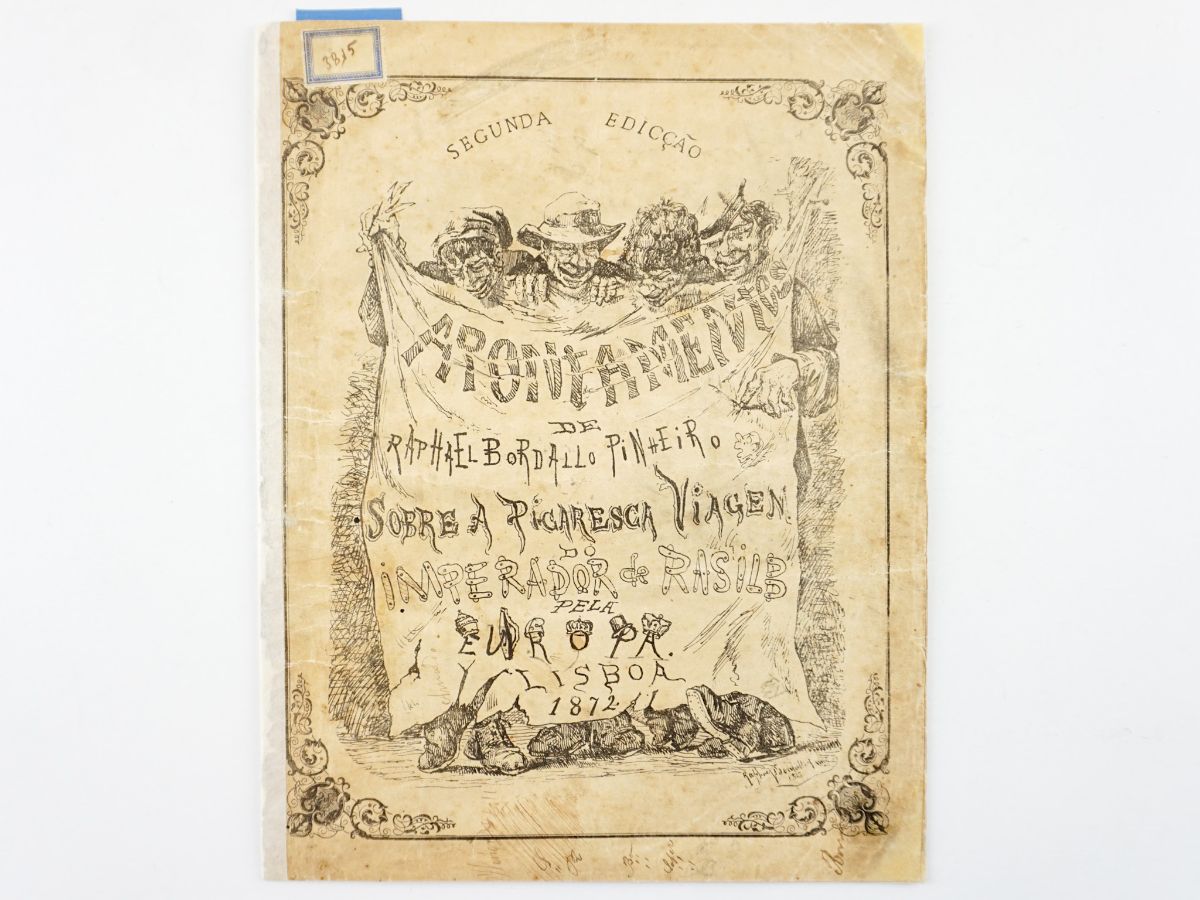 3815
SEGUNDA EDICÇÃO
APONTAMENTOS
DE
RAPHAEL BORDALLO PINHEIRO
SOBRE A PICARESCA VIAGEN
DO
IMPERADOR de RASILB
PELA
EUROPA.
LISBOA
1872